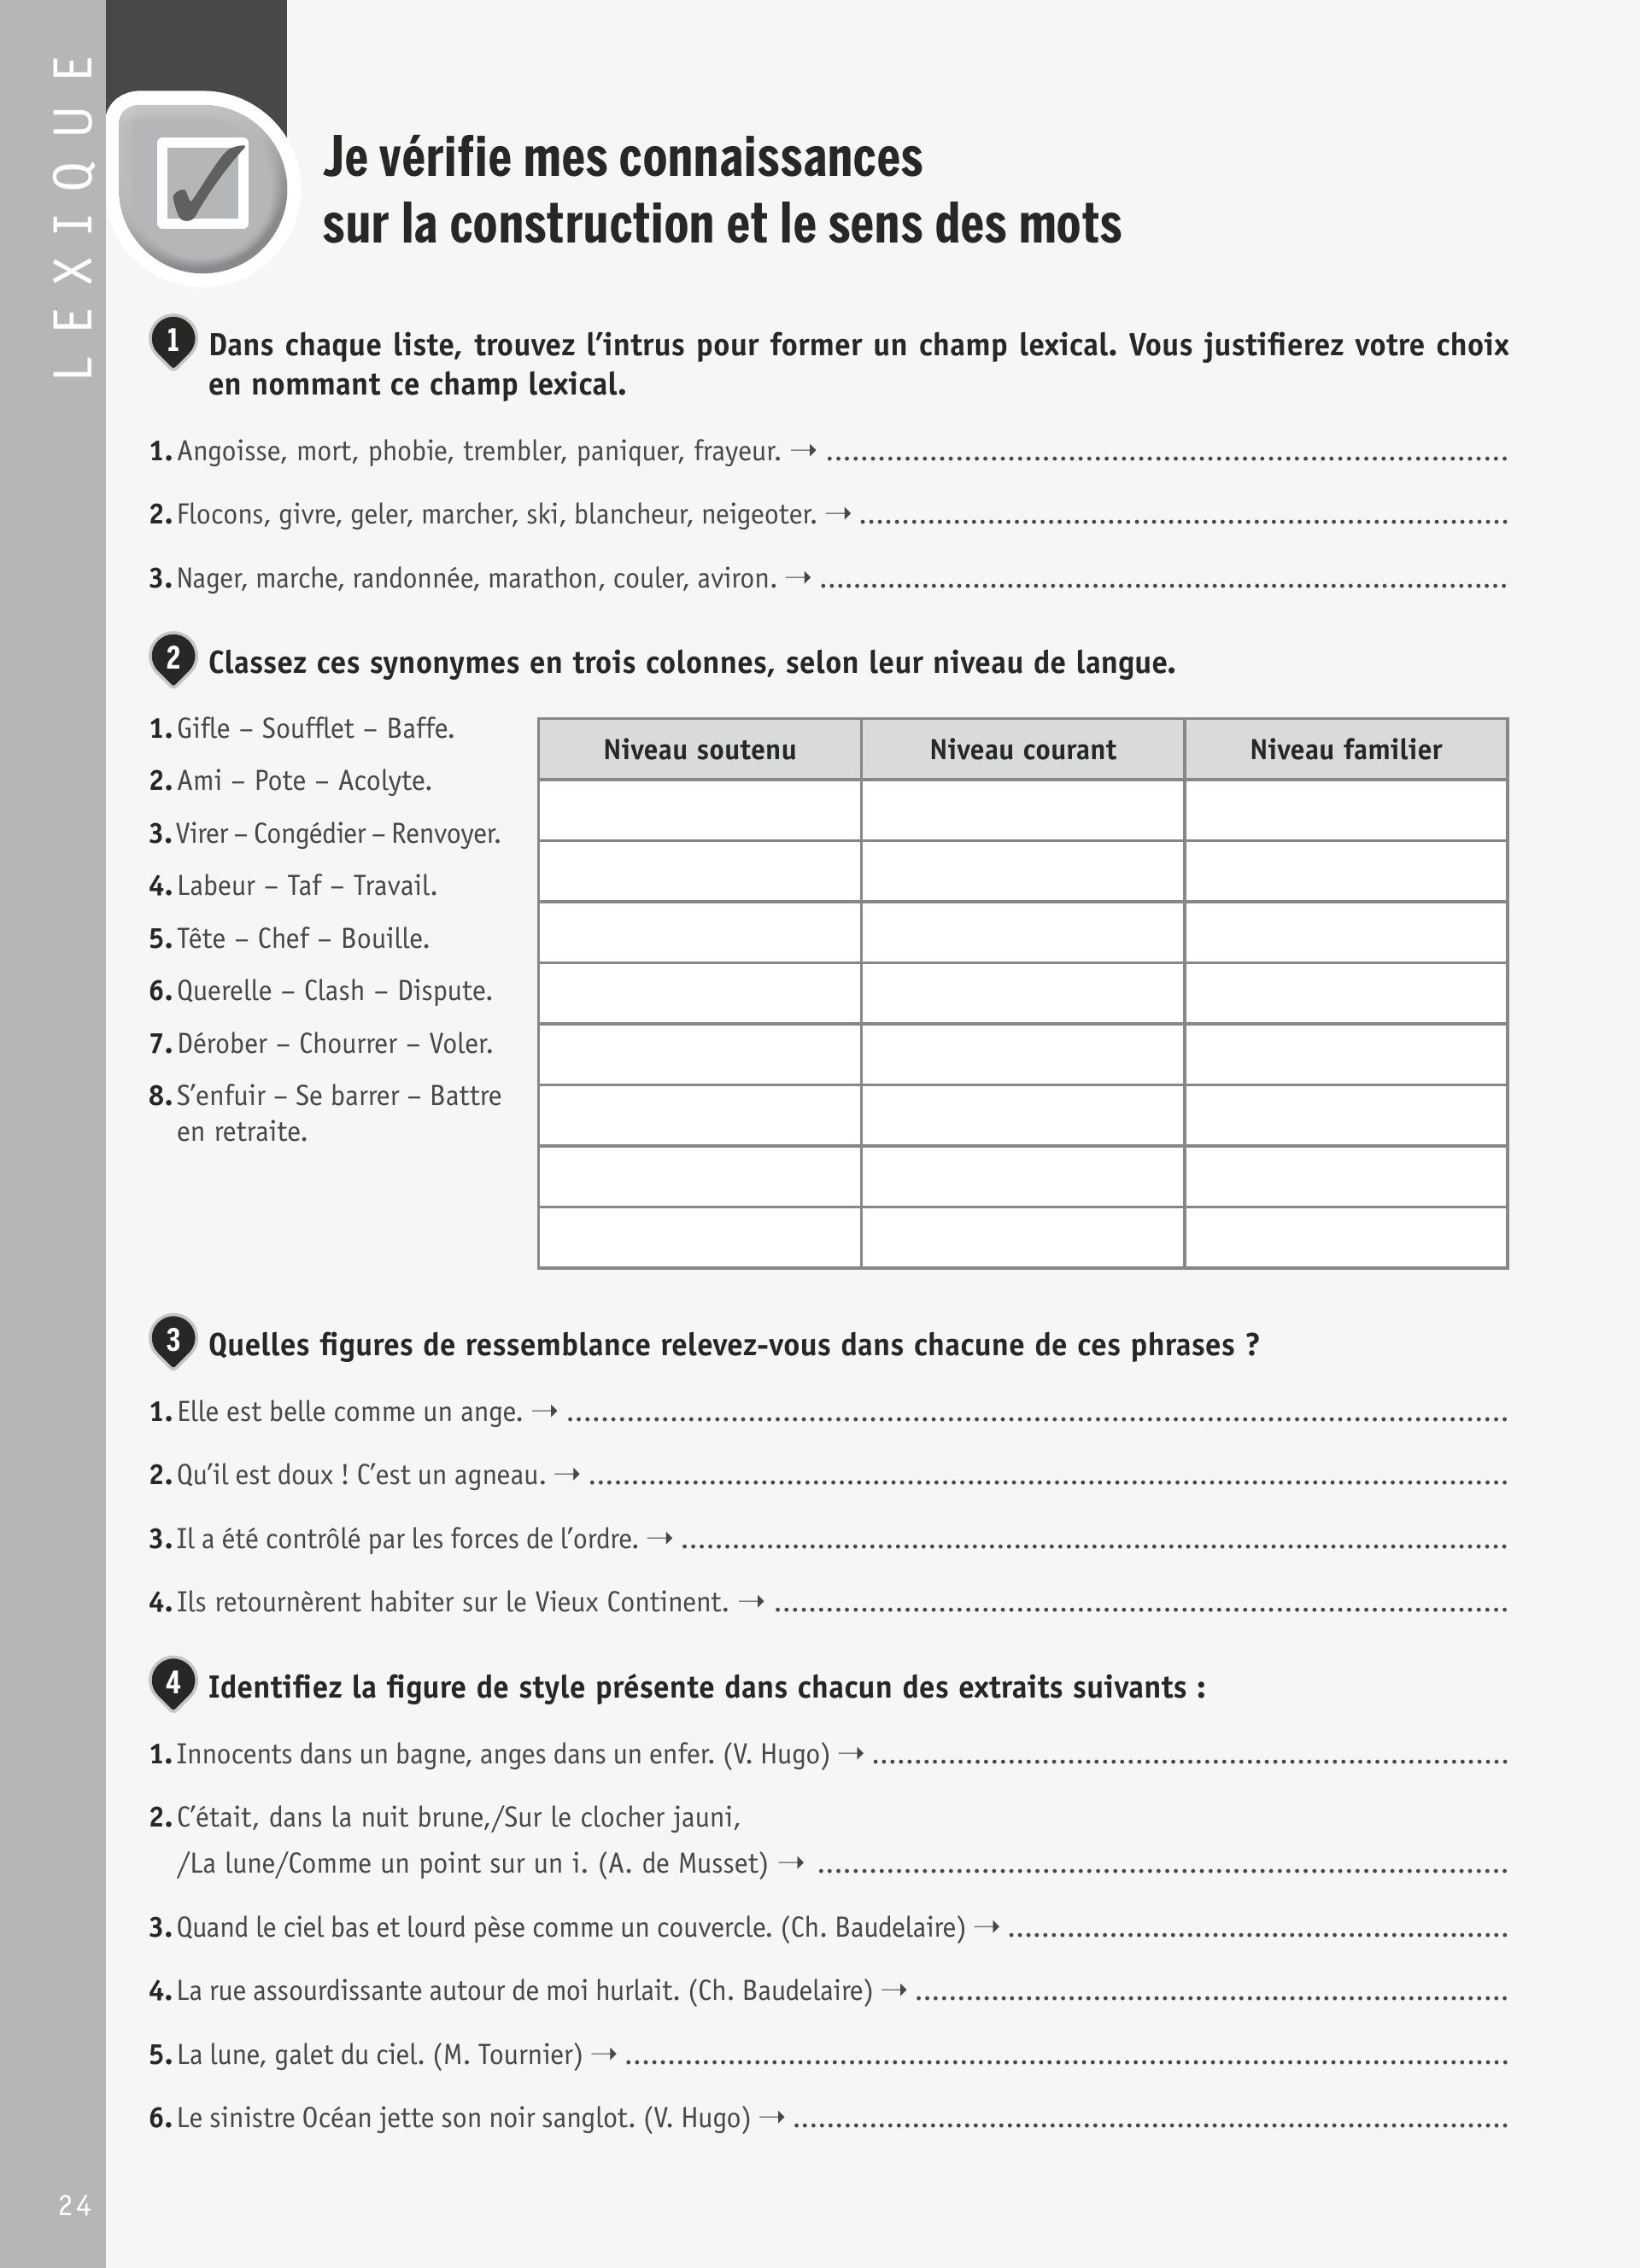 LEXIQUE
Je vérifie mes connaissances
sur la construction et le sens des mots
1 Dans chaque liste, trouvez l’intrus pour former un champ lexical. Vous justifierez votre choix
en nommant ce champ lexical.
1. Angoisse, mort, phobie, trembler, paniquer, frayeur. → ........................................
2. Flocons, givre, geler, marcher, ski, blancheur, neigeoter. → ........................................
3. Nager, marche, randonnée, marathon, couler, aviron. → ........................................
2 Classez ces synonymes en trois colonnes, selon leur niveau de langue.
1. Gifle – Soufflet – Baffe.
2. Ami – Pote – Acolyte.
3. Virer – Congédier – Renvoyer.
4. Labeur – Taf – Travail.
5. Tête – Chef – Bouille.
6. Querelle – Clash – Dispute.
7. Dérober – Chourrer – Voler.
8. S’enfuir – Se barrer – Battre
en retraite.
Niveau soutenu Niveau courant Niveau familier
3 Quelles figures de ressemblance relevez-vous dans chacune de ces phrases ?
1. Elle est belle comme un ange. → ........................................
2. Qu’il est doux ! C’est un agneau. → ........................................
3. Il a été contrôlé par les forces de l’ordre. → ........................................
4. Ils retournèrent habiter sur le Vieux Continent. → ........................................
4 Identifiez la figure de style présente dans chacun des extraits suivants :
1. Innocents dans un bagne, anges dans un enfer. (V. Hugo) → ........................................
2. C’était, dans la nuit brune,/Sur le clocher jauni,
/La lune/Comme un point sur un i. (A. de Musset) → ........................................
3. Quand le ciel bas et lourd pèse comme un couvercle. (Ch. Baudelaire) → ........................................
4. La rue assourdissante autour de moi hurlait. (Ch. Baudelaire) → ........................................
5. La lune, galet du ciel. (M. Tournier) → ........................................
6. Le sinistre Océan jette son noir sanglot. (V. Hugo) → ........................................
24